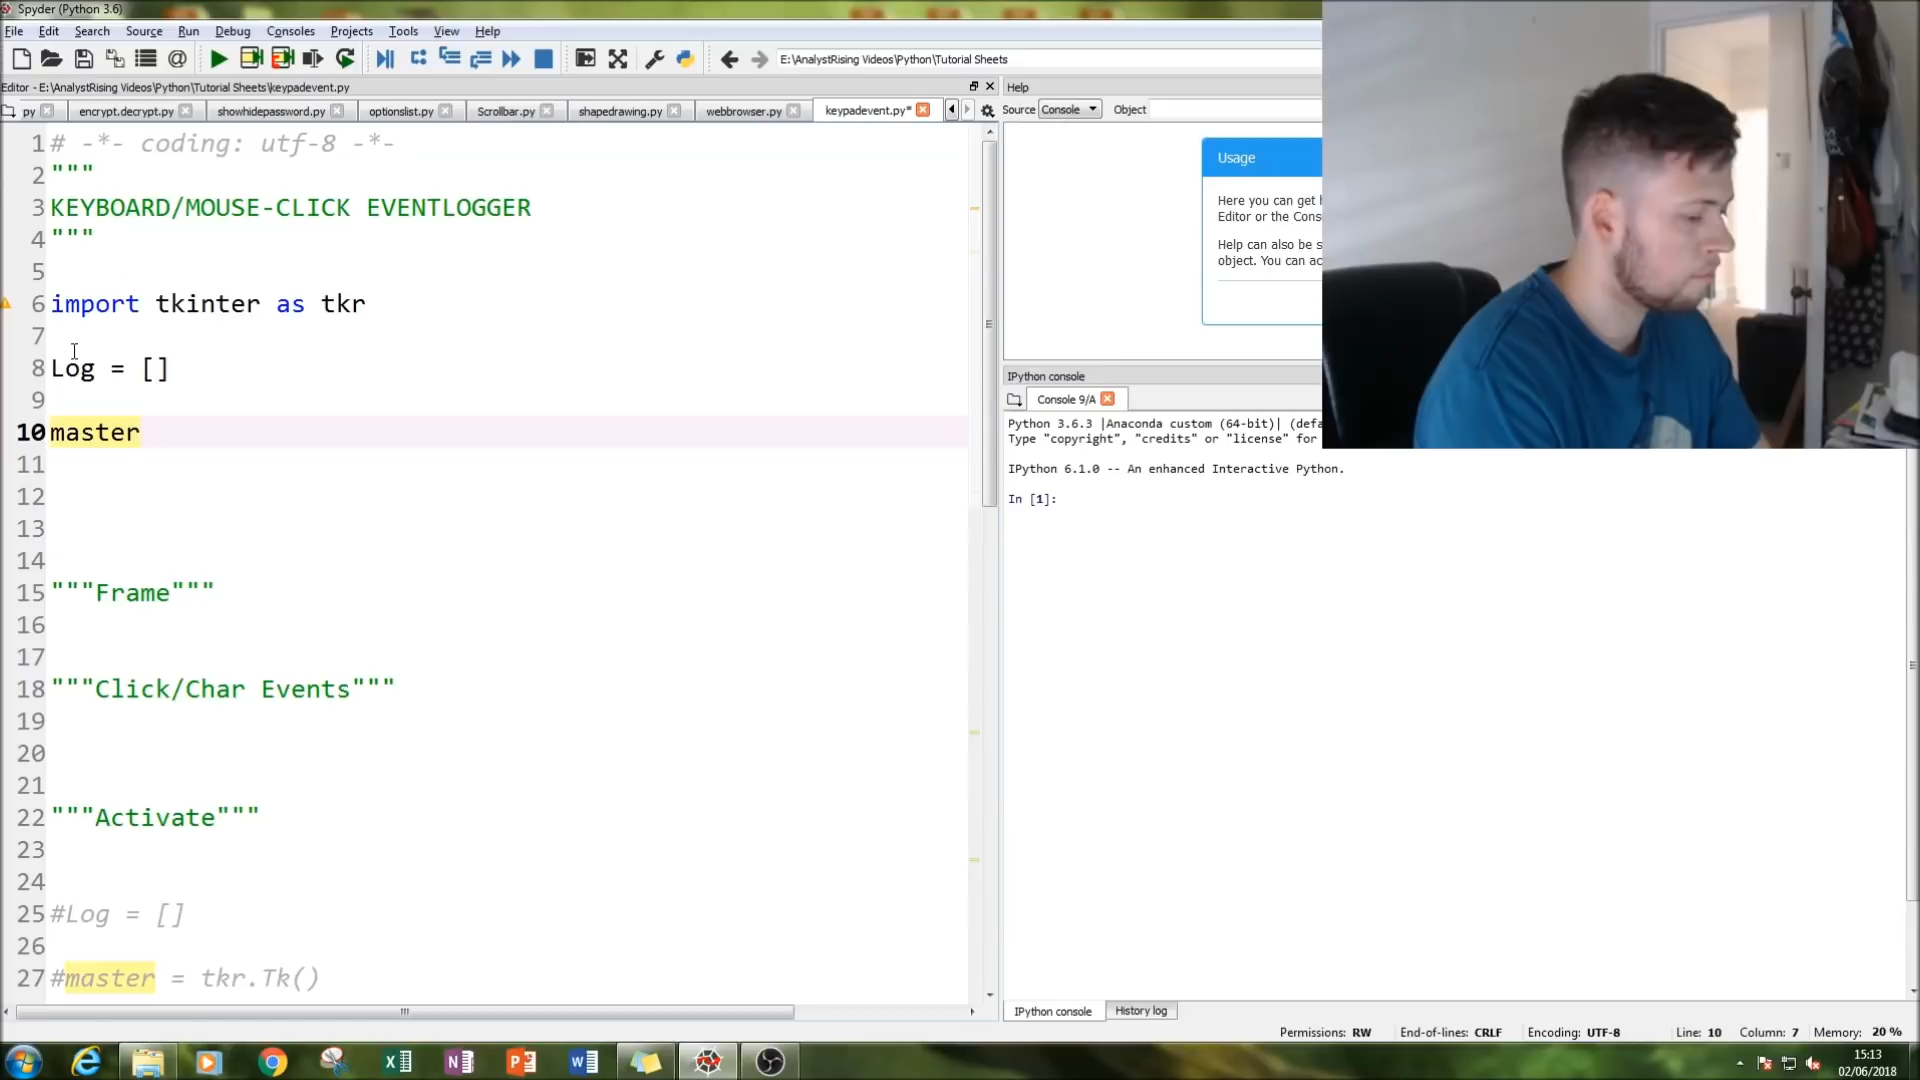 Spyder (Python 3.6)
File Edit Search Source Run Debug Consoles Projects Tools View Help
E:\AnalystRising Videos\Python\Tutorial Sheets
Editor - E:\AnalystRising Videos\Python\Tutorial Sheets\keypadevent.py
py encrypt.decrypt.py showhidepassword.py optionslist.py Scrollbar.py shapedrawing.py webbrowser.py keypadevent.py*
1 # -*- coding: utf-8 -*-
2 """
3 KEYBOARD/MOUSE-CLICK EVENTLOGGER
4 """
5
6 import tkinter as tkr
7
8 Log = []
9
10 master
11
12
13
14
15 """Frame"""
16
17
18 """Click/Char Events"""
19
20
21
22 """Activate"""
23
24
25 #Log = []
26
27 #master = tkr.Tk()
Help
Source Console Object
Usage
Here you can get
Editor or the Cons
Help can also be s
object. You can ac
IPython console
Console 9/A
Python 3.6.3 |Anaconda custom (64-bit)| (defa
Type "copyright", "credits" or "license" for
IPython 6.1.0 -- An enhanced Interactive Python.
In [1]:
IPython console History log
Permissions: RW End-of-lines: CRLF Encoding: UTF-8 Line: 10 Column: 7 Memory: 20 %
15:13
02/06/2018